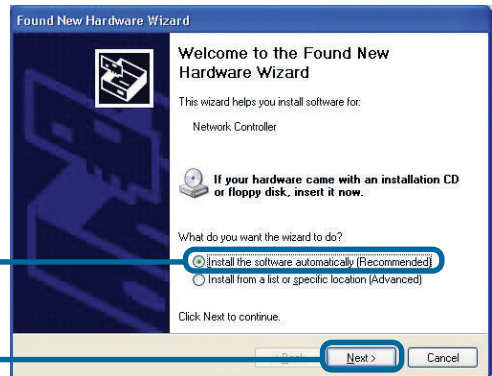 Found New Hardware Wizard
Welcome to the Found New
Hardware Wizard
This wizard helps you install software for:
Network Controller
If your hardware came with an installation CD
or floppy disk, insert it now.
What do you want the wizard to do?
Install the software automatically (Recommended)
Install from a list or specific location (Advanced)
Click Next to continue.
< Back Next > Cancel